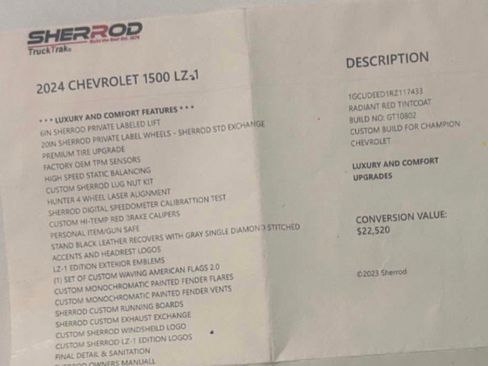 SHERROD
TruckTrak
2024 CHEVROLET 1500 LZ-1
* * * LUXURY AND COMFORT FEATURES * * *
6IN SHERROD PRIVATE LABELED LIFT
20IN SHERROD PRIVATE LABEL WHEELS - SHERROD STD EXCHANGE
PREMIUM TIRE UPGRADE
FACTORY OEM TPM SENSORS
HIGH SPEED STATIC BALANCING
CUSTOM SHERROD LUG NUT KIT
HUNTER 4 WHEEL LASER ALIGNMENT
SHERROD DIGITAL SPEEDOMETER CALIBRATTION TEST
CUSTOM HI-TEMP RED BRAKE CALIPERS
PERSONAL ITEM/GUN SAFE
STAND BLACK LEATHER RECOVERS WITH GRAY SINGLE DIAMOND STITCHED
ACCENTS AND HEADREST LOGOS
LZ-1 EDITION EXTERIOR EMBLEMS
(1) SET OF CUSTOM WAVING AMERICAN FLAGS 2.0
CUSTOM MONOCHROMATIC PAINTED FENDER FLARES
CUSTOM MONOCHROMATIC PAINTED FENDER VENTS
SHERROD CUSTOM RUNNING BOARDS
SHERROD CUSTOM EXHAUST EXCHANGE
CUSTOM SHERROD WINDSHEILD LOGO
CUSTOM SHERROD LZ-1 EDITION LOGOS
FINAL DETAIL & SANITATION
SHERROD OWNERS MANUALL
DESCRIPTION
1GCUDEED1RZ117433
RADIANT RED TINTCOAT
BUILD NO: GT10802
CUSTOM BUILD FOR CHAMPION
CHEVROLET
LUXURY AND COMFORT
UPGRADES
CONVERSION VALUE:
$22,520
©2023 Sherrod